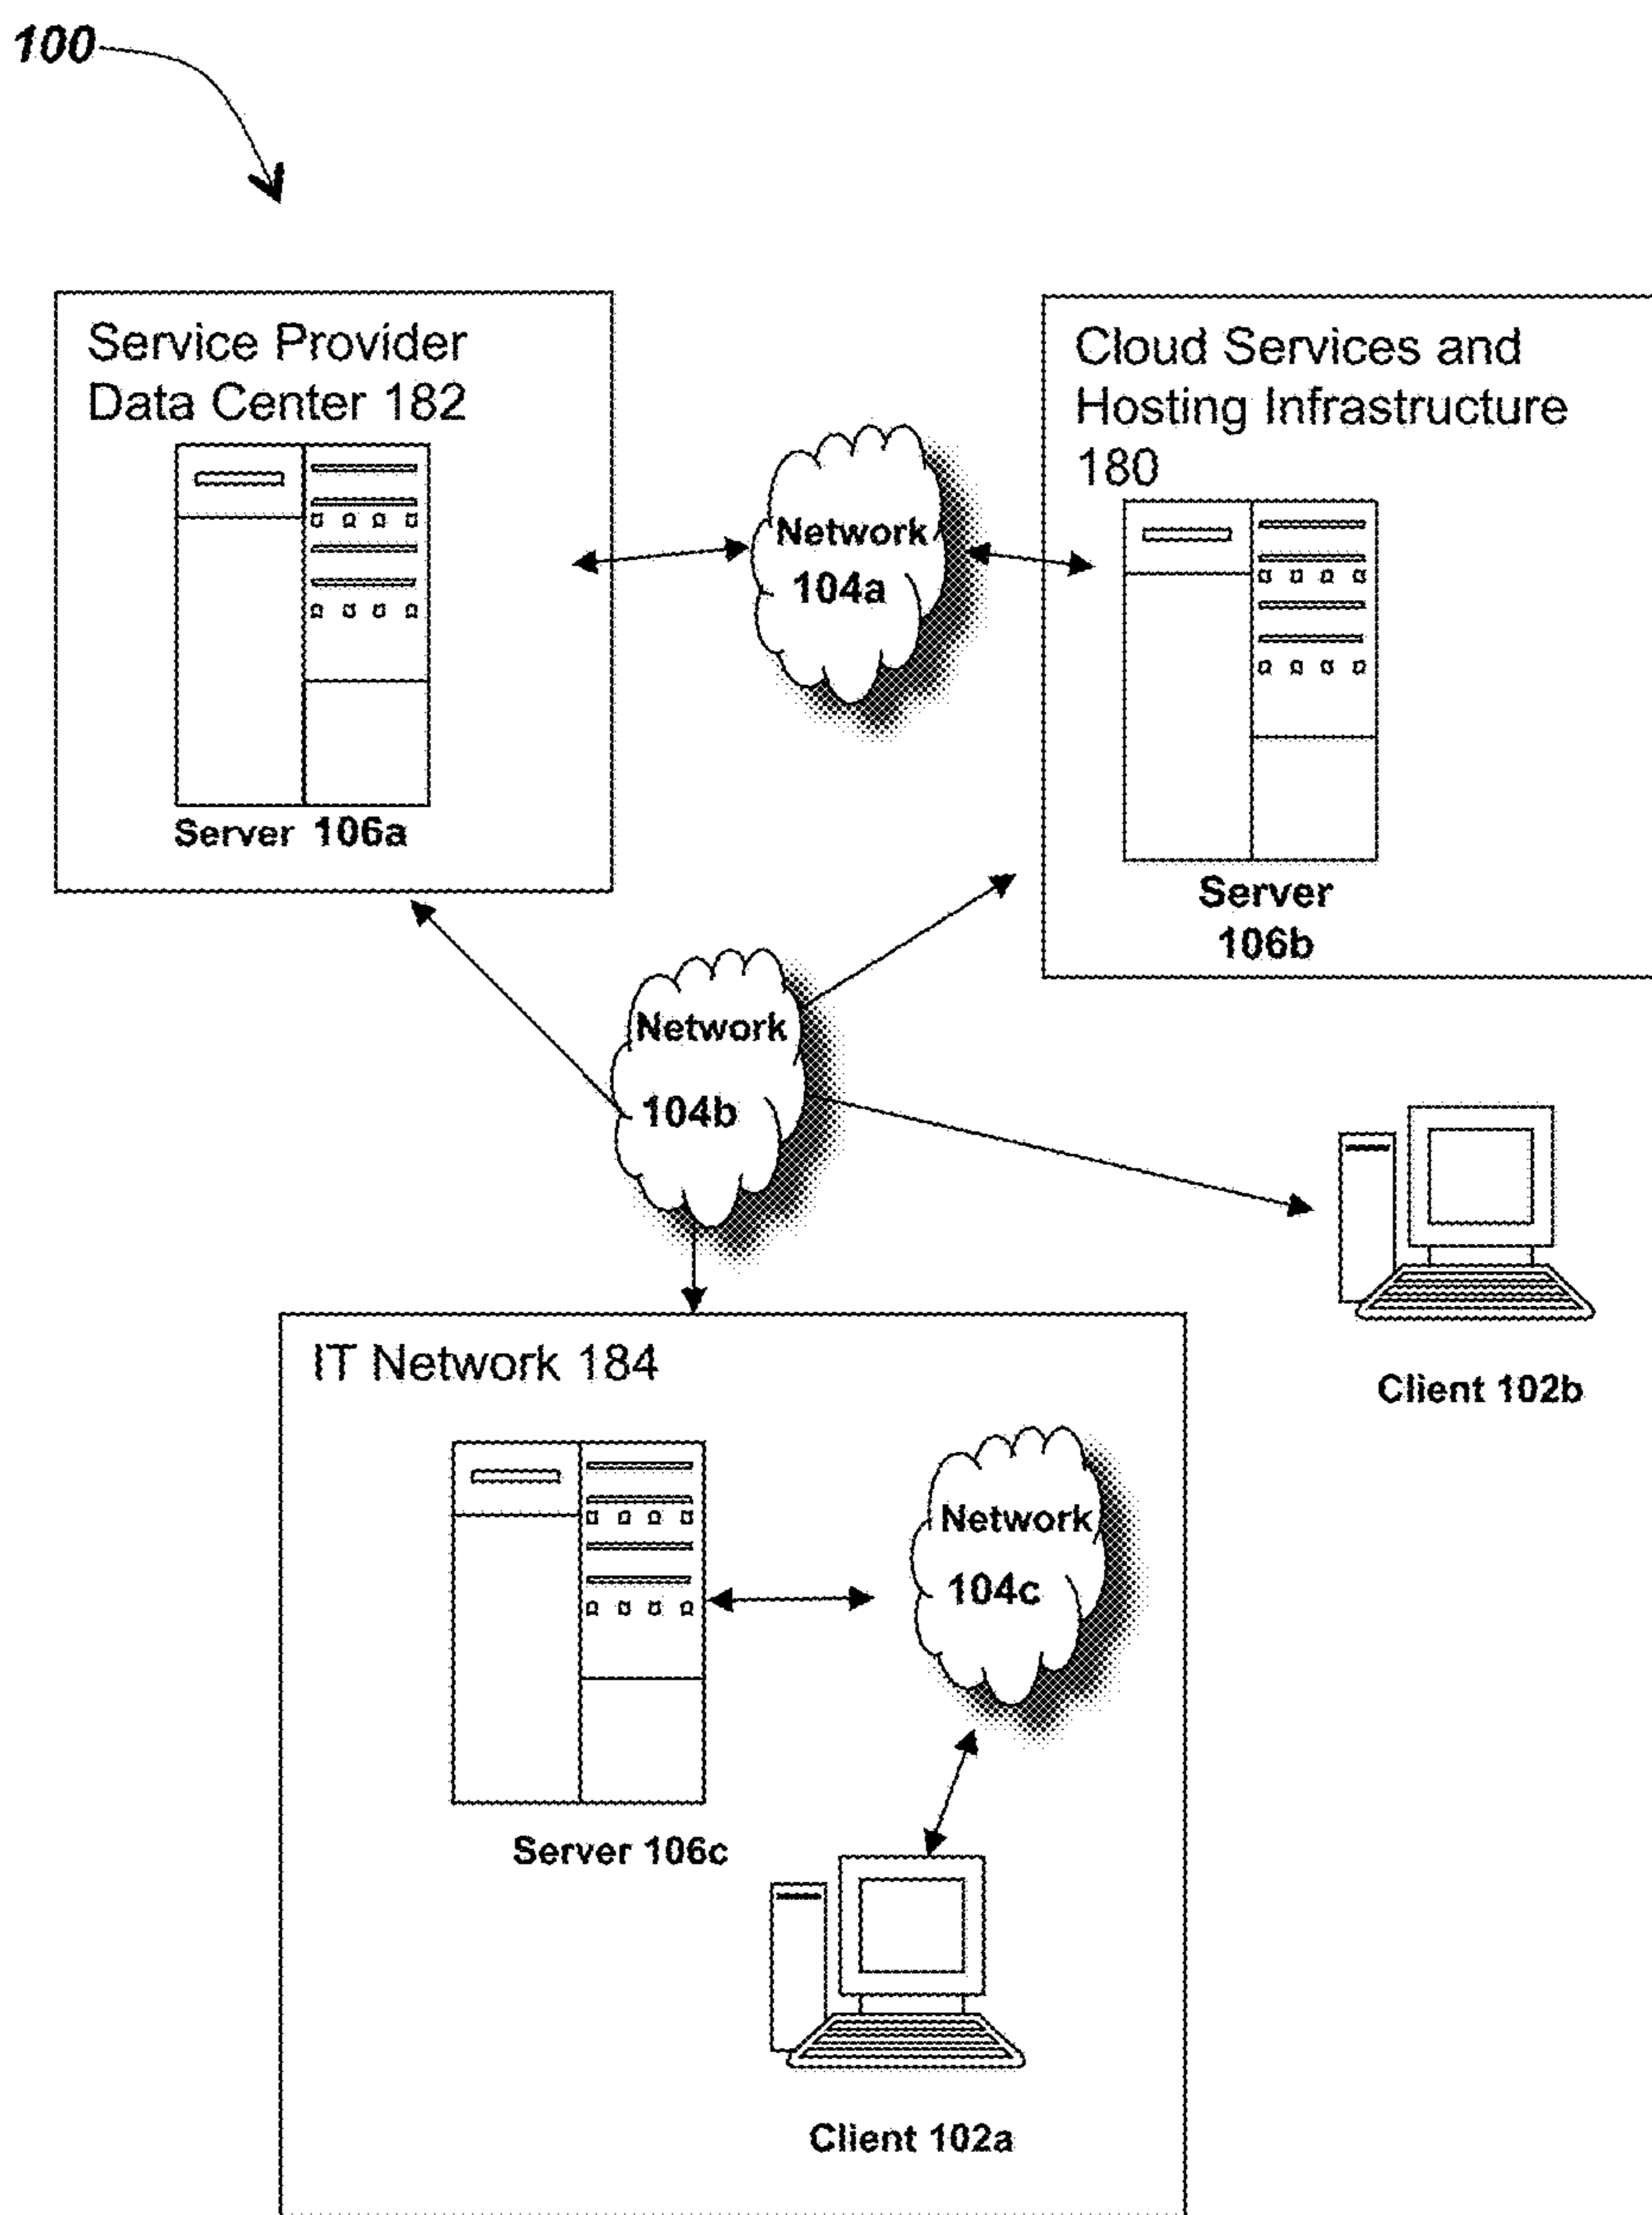 100
Service Provider
Data Center 182
Cloud Services and
Hosting Infrastructure
180
Network
104a
Server 106a
Server
106b
Network
104b
Client 102b
IT Network 184
Network
104c
Server 106c
Client 102a